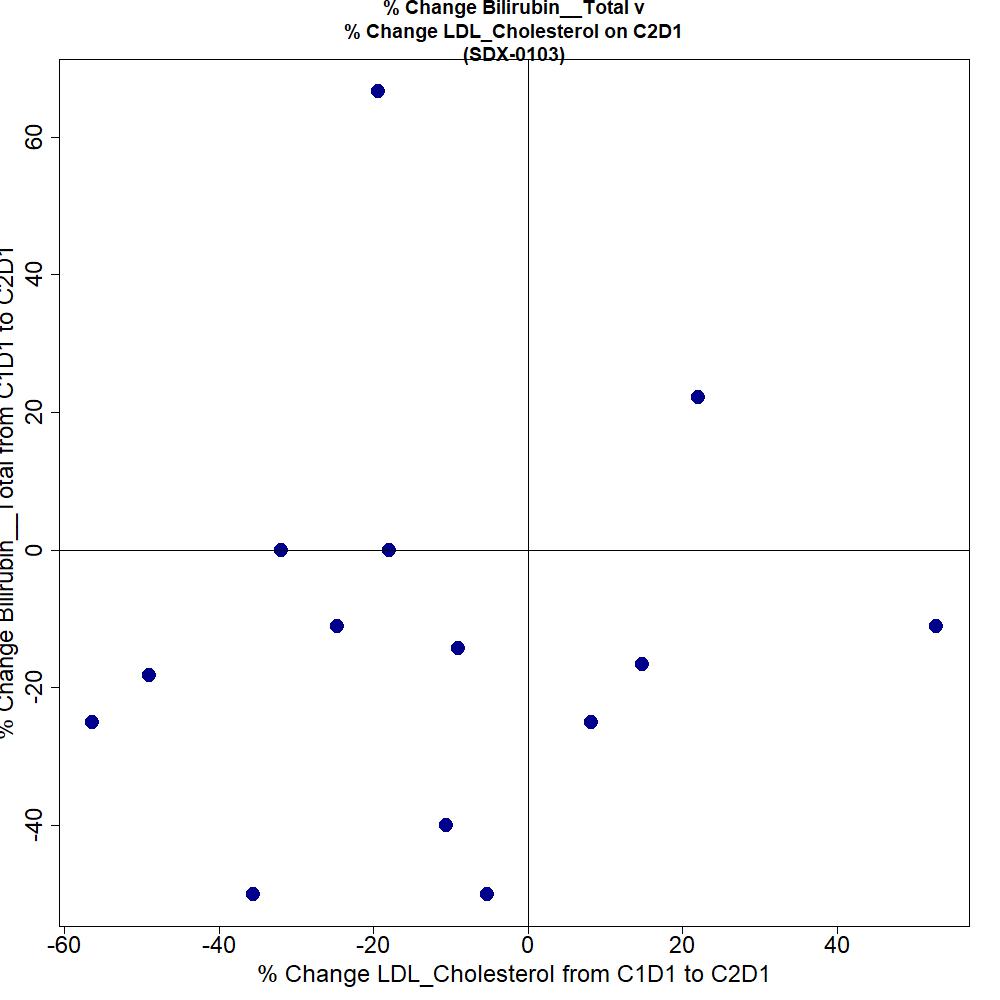 % Change Bilirubin__Total v
% Change LDL_Cholesterol on C2D1
(SDX-0103)
% Change Bilirubin__Total from C1D1 to C2D1
60
40
20
0
-20
-40
-60
-40
-20
0
20
40
% Change LDL_Cholesterol from C1D1 to C2D1